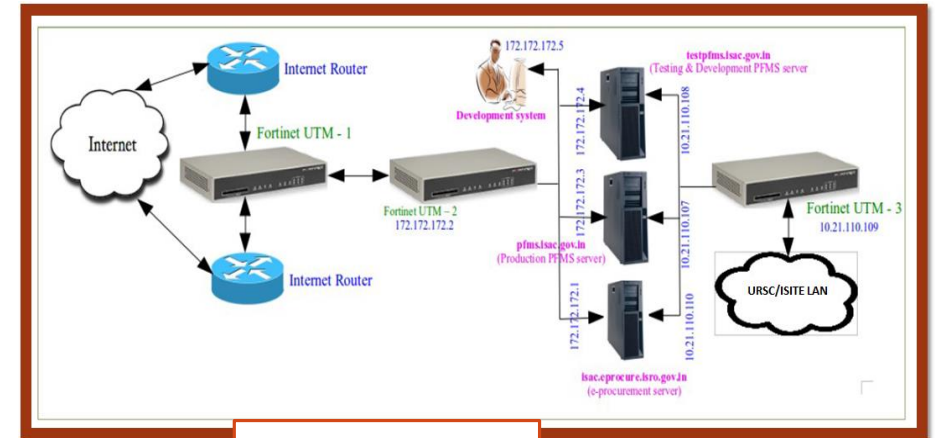 172.172.172.5
testpfms.isac.gov.in
(Testing & Development PFMS server
Internet Router
Development system
172.172.172.4
10.21.110.108
Fortinet UTM - 1
Internet
Fortinet UTM – 2
172.172.172.2
172.172.172.3
10.21.110.107
Fortinet UTM - 3
10.21.110.109
pfms.isac.gov.in
(Production PFMS server)
Internet Router
172.172.172.1
10.21.110.110
URSC/ISITE LAN
isac.eprocure.isro.gov.in
(e-procurement server)